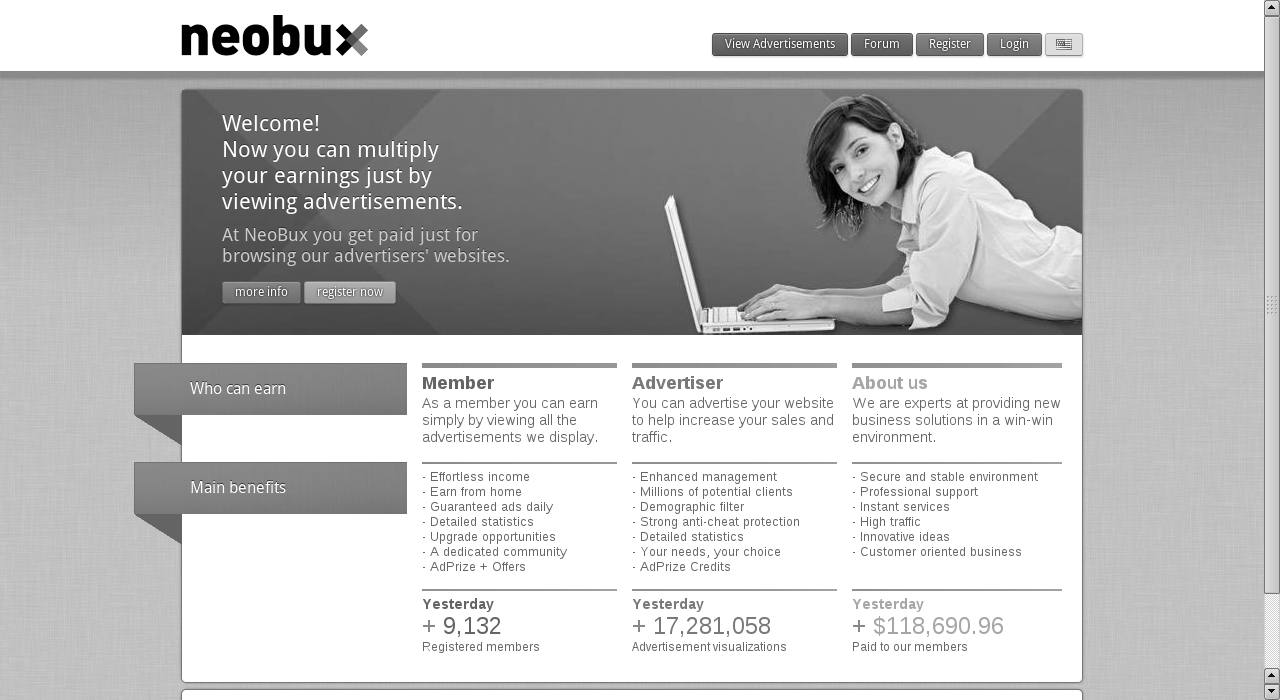 neobux
View Advertisements
Forum
Register
Login
Welcome!
Now you can multiply
your earnings just by
viewing advertisements.
At NeoBux you get paid just for
browsing our advertisers' websites.
more info
register now
Who can earn
Member
As a member you can earn
simply by viewing all the
advertisements we display.
Advertiser
You can advertise your website
to help increase your sales and
traffic.
About us
We are experts at providing new
business solutions in a win-win
environment.
Main benefits
- Effortless income
- Earn from home
- Guaranteed ads daily
- Detailed statistics
- Upgrade opportunities
- A dedicated community
- AdPrize + Offers
- Enhanced management
- Millions of potential clients
- Demographic filter
- Strong anti-cheat protection
- Detailed statistics
- Your needs, your choice
- AdPrize Credits
- Secure and stable environment
- Professional support
- Instant services
- High traffic
- Innovative ideas
- Customer oriented business
Yesterday
+ 9,132
Registered members
Yesterday
+ 17,281,058
Advertisement visualizations
Yesterday
+ $118,690.96
Paid to our members